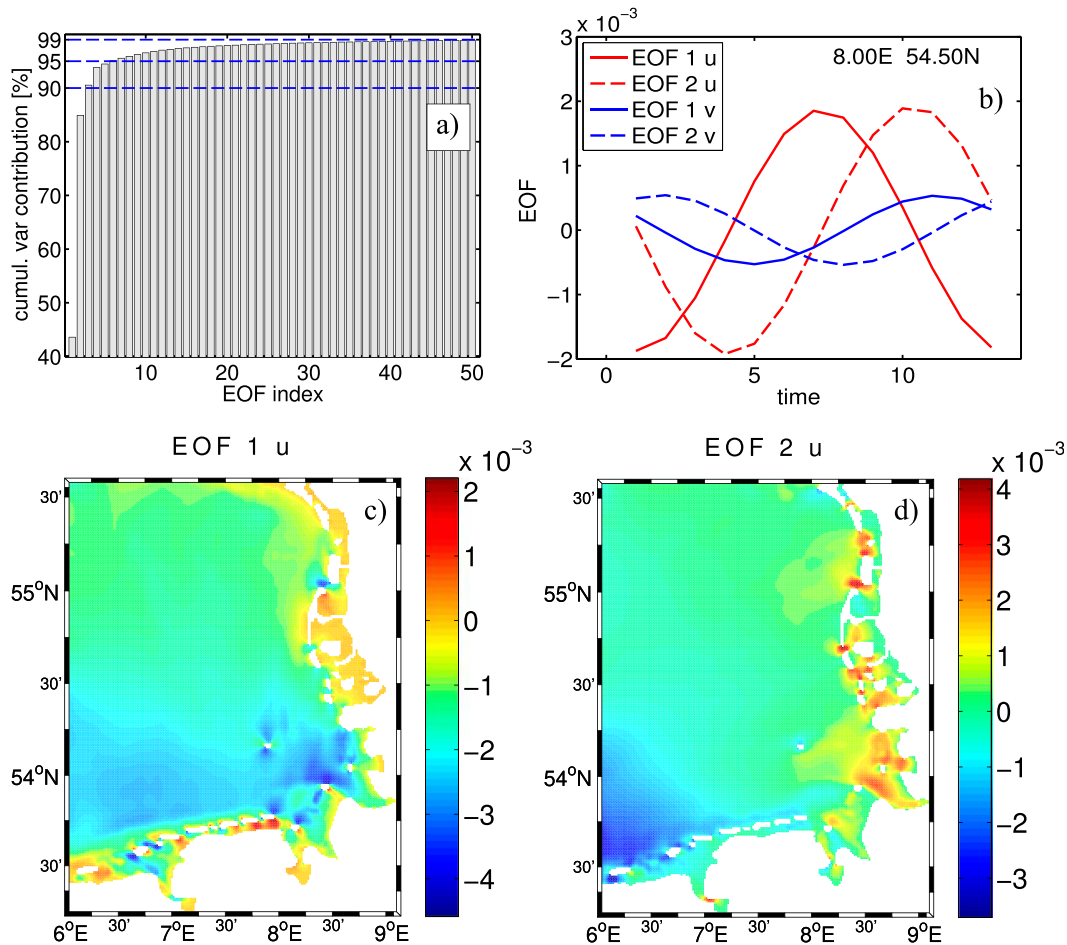 99
95
90
80
70
60
50
40
cumul. var contribution [%]
10 20 30 40 50
EOF index
a)
x 10⁻³
3
2
1
0
−1
−2
EOF
EOF 1 u
EOF 2 u
EOF 1 v
EOF 2 v
8.00E 54.50N
b)
0 5 10
time
EOF 1 u
c)
30'
55°N
30'
54°N
30'
6°E 30' 7°E 30' 8°E 30' 9°E
x 10⁻³
2
1
0
−1
−2
−3
−4
EOF 2 u
d)
30'
55°N
30'
54°N
30'
6°E 30' 7°E 30' 8°E 30' 9°E
x 10⁻³
4
3
2
1
0
−1
−2
−3